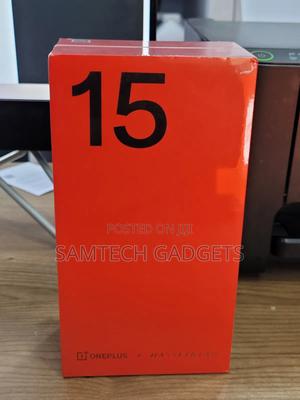 15
POSTED ON JIJI
SAMTECH GADGETS
ONEPLUS